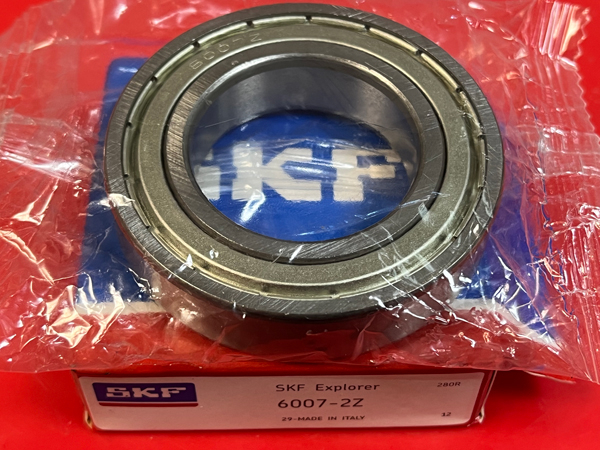 SKF
SKF
SKF Explorer
280R
6007-2Z
29-MADE IN ITALY
12